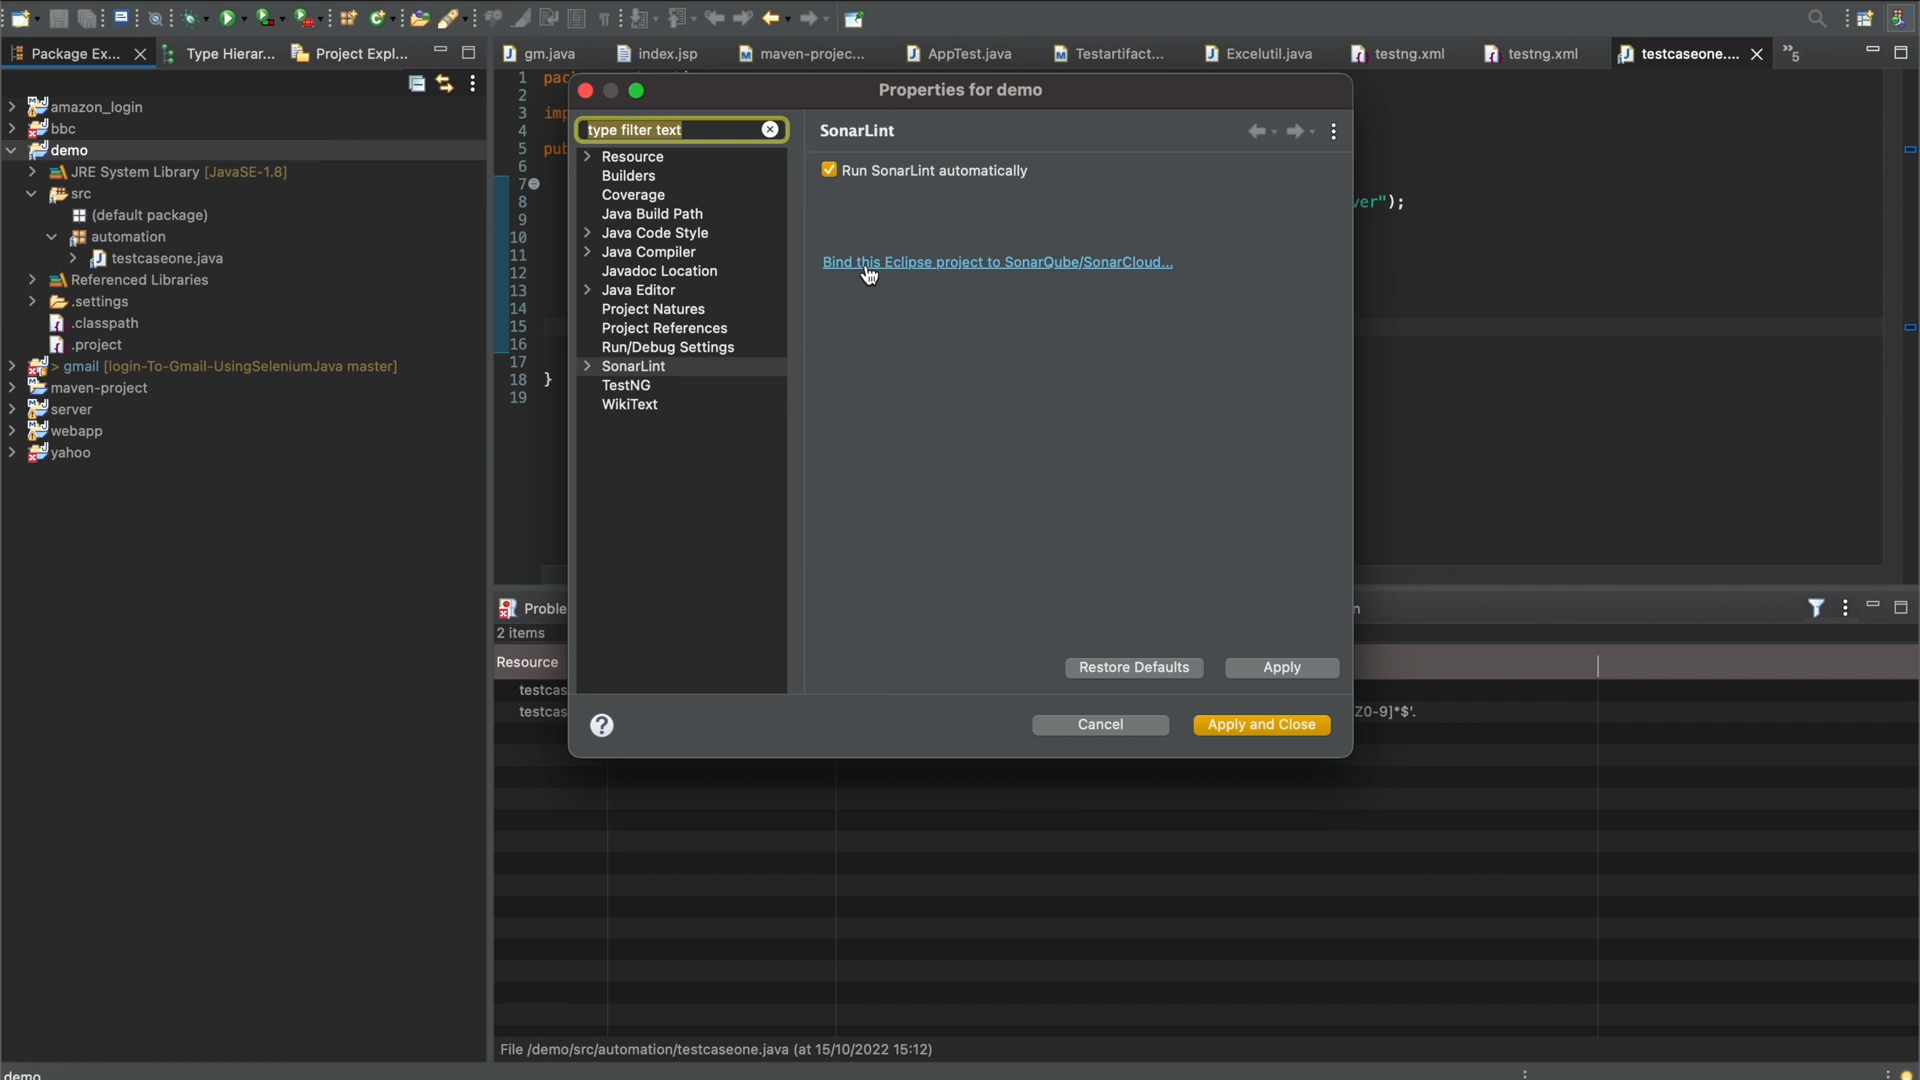 Package Ex...
Type Hierar...
Project Expl...
gm.java
index.jsp
maven-projec...
AppTest.java
Testartifact...
Excelutil.java
testng.xml
testng.xml
testcaseone....
5
amazon_login
bbc
demo
JRE System Library [JavaSE-1.8]
src
(default package)
automation
testcaseone.java
Referenced Libraries
.settings
.classpath
.project
> gmail [login-To-Gmail-UsingSeleniumJava master]
maven-project
server
webapp
yahoo
1
2
3
4
5
6
7
8
9
10
11
12
13
14
15
16
17
18 }
19
ver");
Properties for demo
type filter text
Resource
Builders
Coverage
Java Build Path
Java Code Style
Java Compiler
Javadoc Location
Java Editor
Project Natures
Project References
Run/Debug Settings
SonarLint
TestNG
WikiText
SonarLint
Run SonarLint automatically
Bind this Eclipse project to SonarQube/SonarCloud...
Restore Defaults
Apply
Cancel
Apply and Close
Proble
2 items
Resource
testcas
testcas
Z0-9]*$'.
File /demo/src/automation/testcaseone.java (at 15/10/2022 15:12)
demo